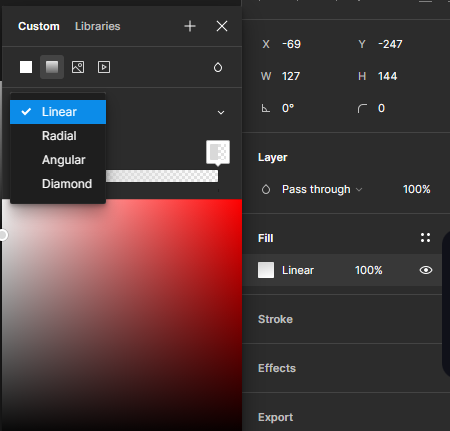 Custom Libraries
Linear
Radial
Angular
Diamond
X -69 Y -247
W 127 H 144
0° 0
Layer
Pass through 100%
Fill
Linear 100%
Stroke
Effects
Export